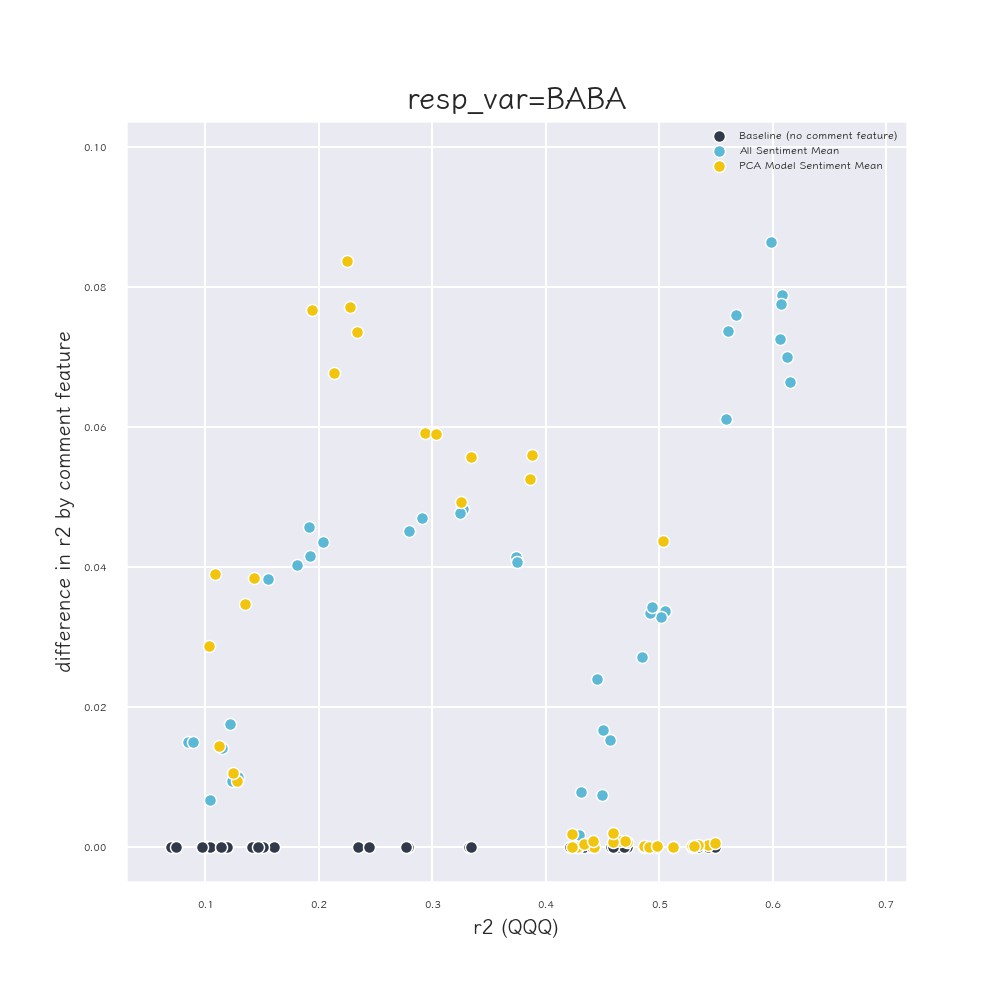 resp_var=BABA
Baseline (no comment feature)
All Sentiment Mean
PCA Model Sentiment Mean
difference in r2 by comment feature
0.10
0.08
0.06
0.04
0.02
0.00
0.1 0.2 0.3 0.4 0.5 0.6 0.7
r2 (QQQ)